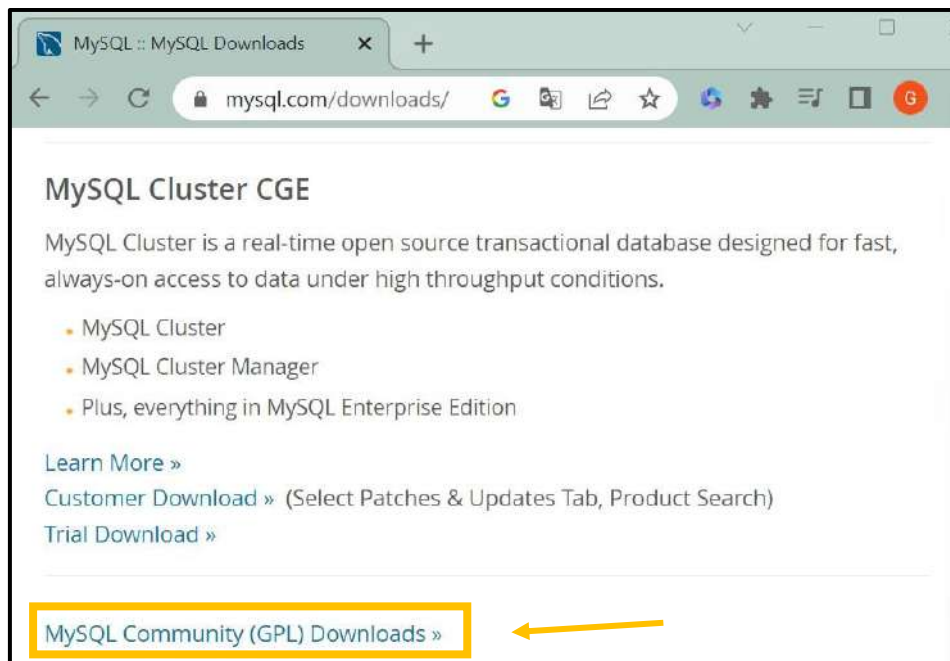 MySQL :: MySQL Downloads
mysql.com/downloads/
G
G
MySQL Cluster CGE
MySQL Cluster is a real-time open source transactional database designed for fast,
always-on access to data under high throughput conditions.
• MySQL Cluster
• MySQL Cluster Manager
• Plus, everything in MySQL Enterprise Edition
Learn More »
Customer Download » (Select Patches & Updates Tab, Product Search)
Trial Download »
MySQL Community (GPL) Downloads »